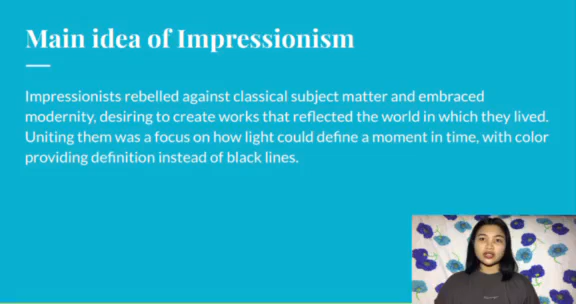 Main idea of Impressionism
Impressionists rebelled against classical subject matter and embraced
modernity, desiring to create works that reflected the world in which they lived.
Uniting them was a focus on how light could define a moment in time, with color
providing definition instead of black lines.